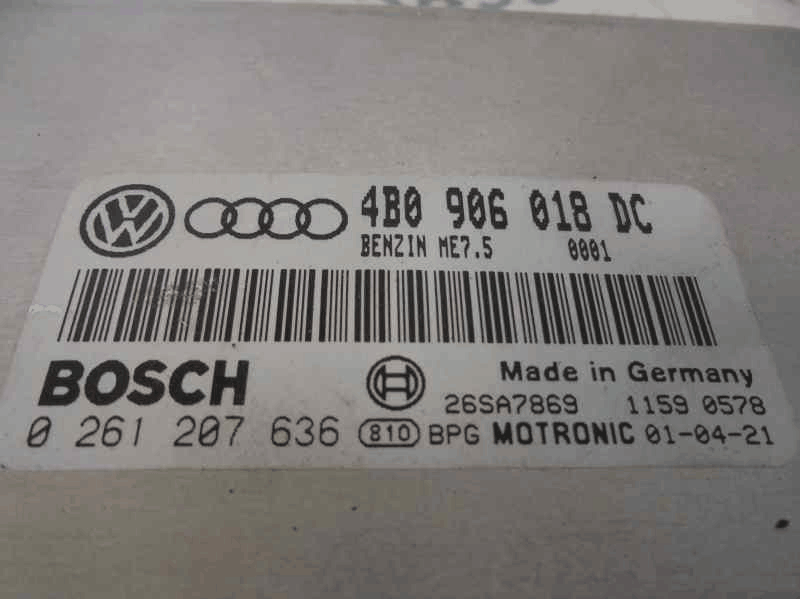 4B0 906 018 DC
BENZIN ME7.5 0001
BOSCH
Made in Germany
26SA7869 1159 0578
0 261 207 636 810 BPG MOTRONIC 01-04-21